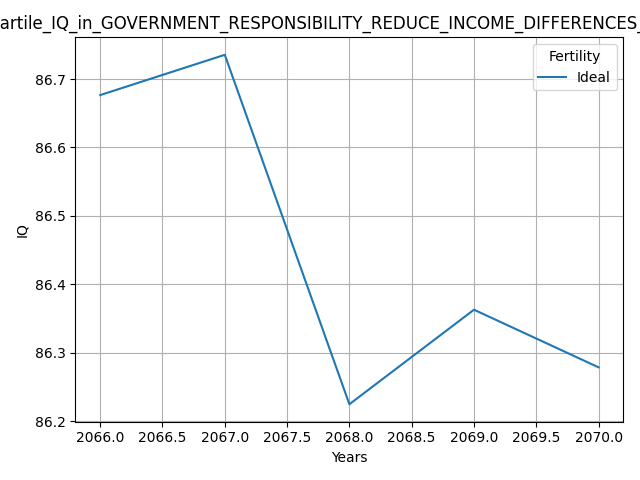 artile_IQ_in_GOVERNMENT_RESPONSIBILITY_REDUCE_INCOME_DIFFERENCES_
Fertility
Ideal
86.7
86.6
86.5
86.4
86.3
86.2
IQ
2066.0 2066.5 2067.0 2067.5 2068.0 2068.5 2069.0 2069.5 2070.0
Years